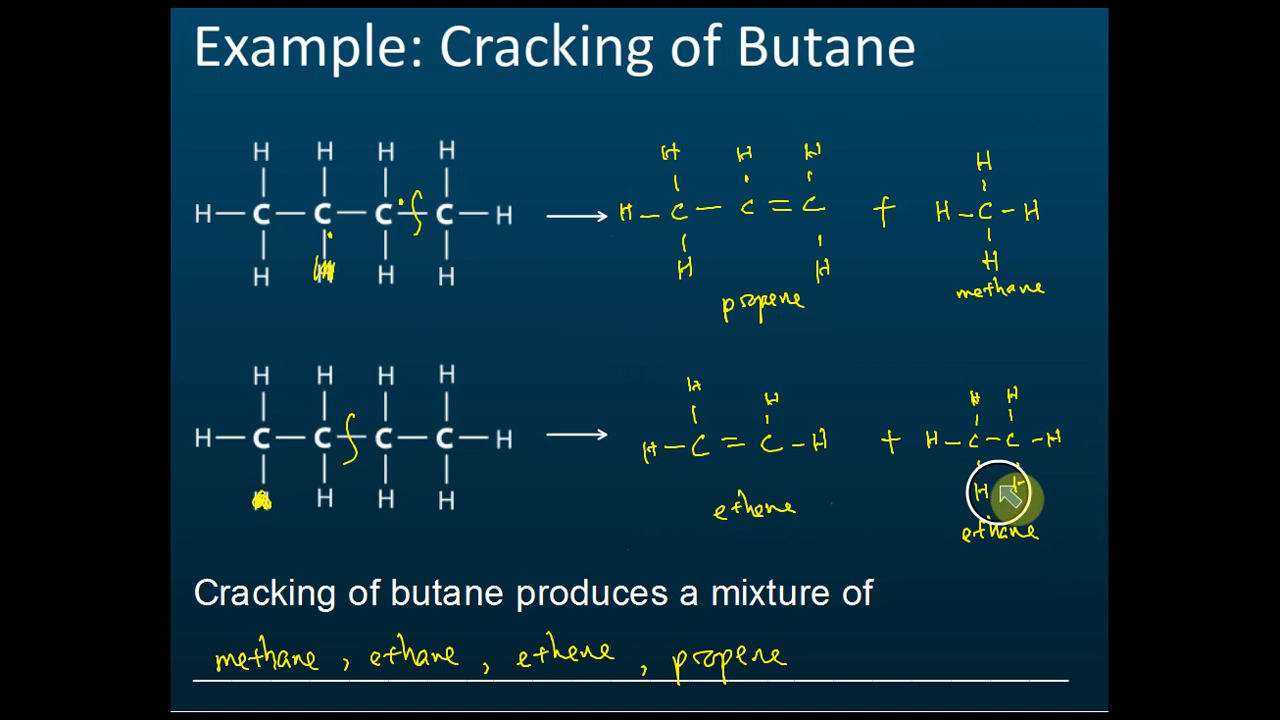 Example: Cracking of Butane
H H H H H H H H
H—C—C—C—C—H → H—C—C=C + H—C—H
H H H H H H
propene
methane
H H H H H H H H
H—C—C—C—C—H → H—C=C—H + H—C—C—H
H H H H H
ethene
ethane
Cracking of butane produces a mixture of
methane, ethane, ethene, propene